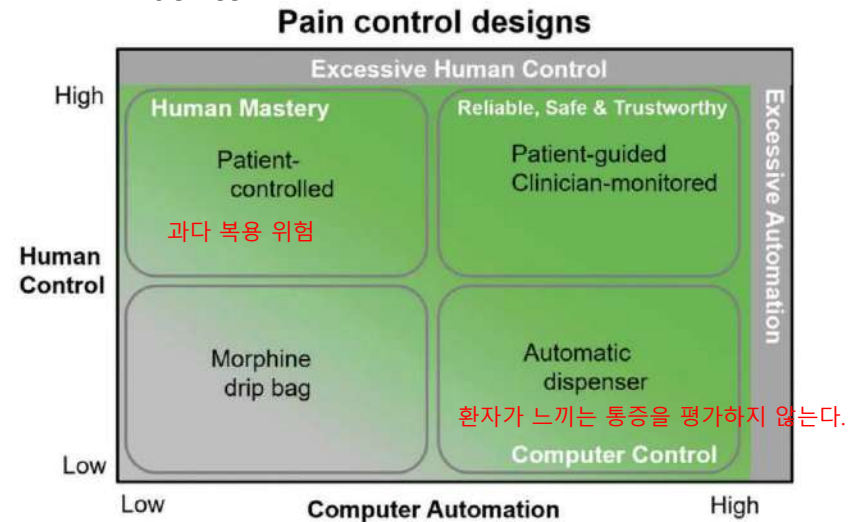 Pain control designs
Excessive Human Control
High
Human Mastery
Reliable, Safe & Trustworthy
Patient-
controlled
Patient-guided
Clinician-monitored
과다 복용 위험
Excessive Automation
Human
Control
Morphine
drip bag
Automatic
dispenser
환자가 느끼는 통증을 평가하지 않는다.
Computer Control
Low
Low
Computer Automation
High